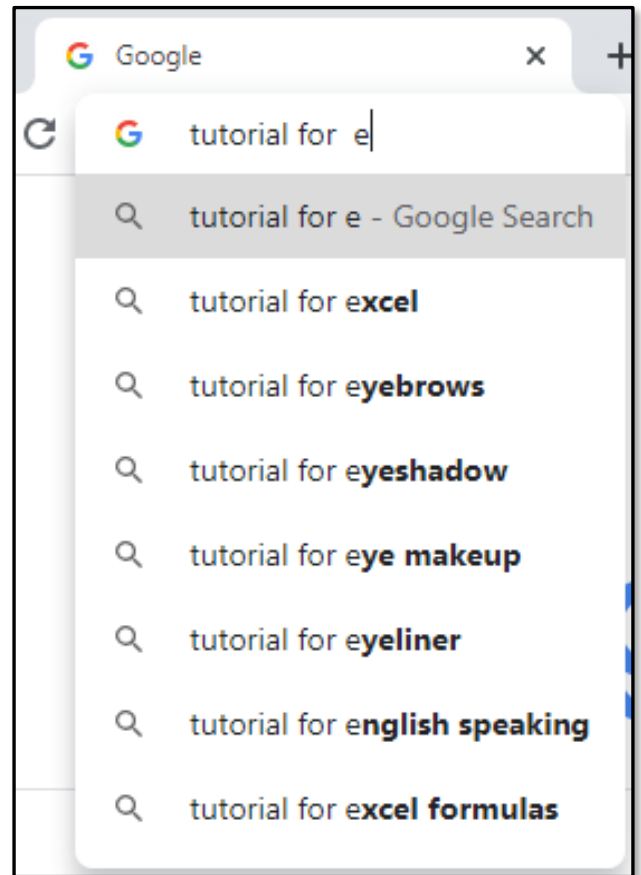 Google
tutorial for  e
tutorial for e - Google Search
tutorial for excel
tutorial for eyebrows
tutorial for eyeshadow
tutorial for eye makeup
tutorial for eyeliner
tutorial for english speaking
tutorial for excel formulas